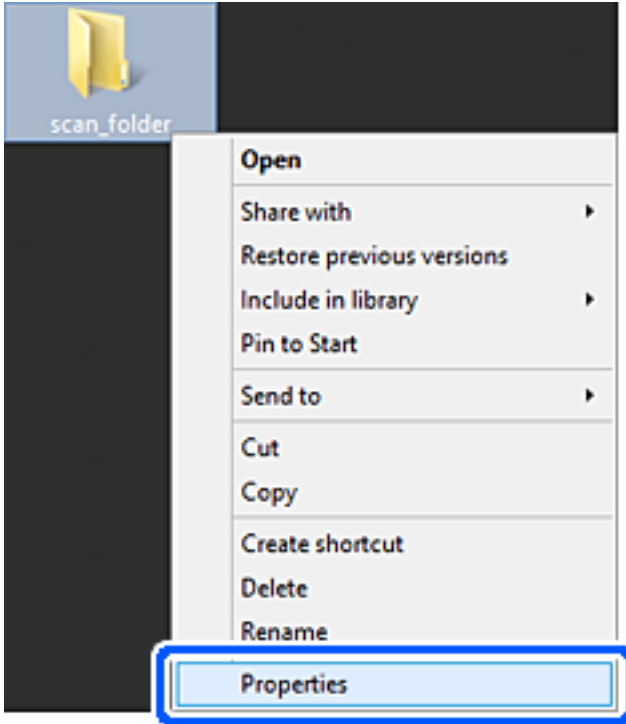 scan_folder
Open
Share with
Restore previous versions
Include in library
Pin to Start
Send to
Cut
Copy
Create shortcut
Delete
Rename
Properties